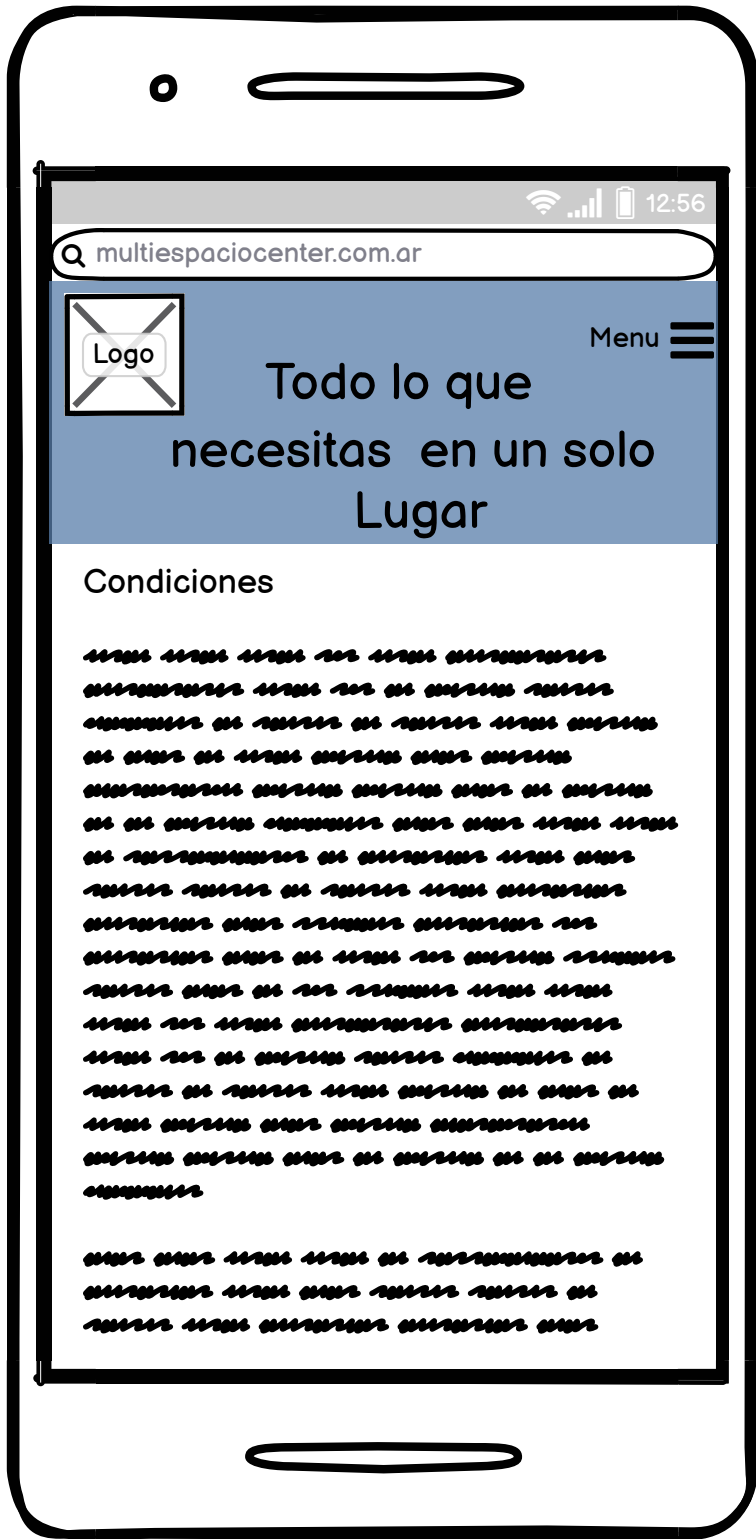 12:56
multiespaciocenter.com.ar
Logo
Menu
Todo lo que
necesitas en un solo
Lugar
Condiciones